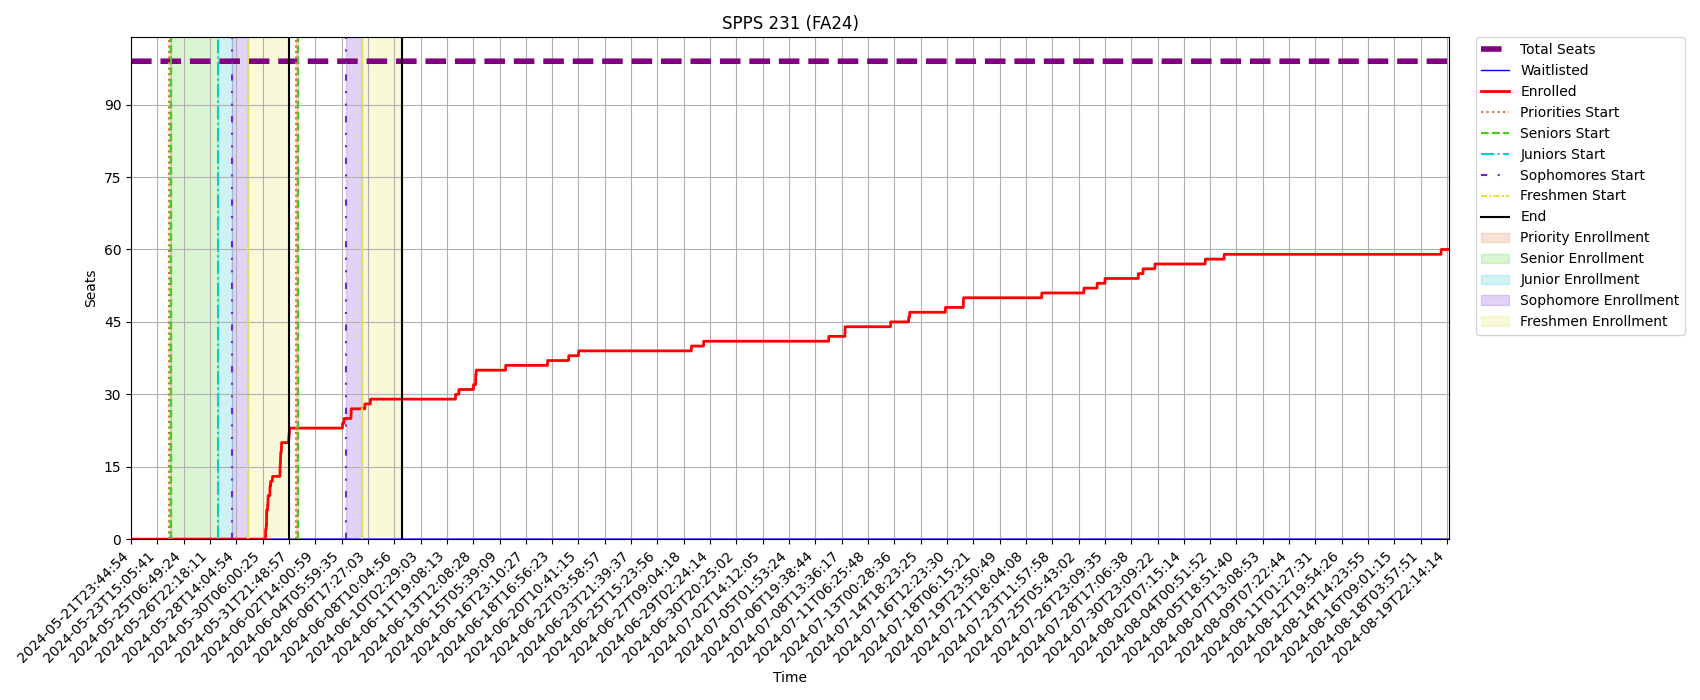 SPPS 231 (FA24)
Total Seats
Waitlisted
Enrolled
Priorities Start
Seniors Start
Juniors Start
Sophomores Start
Freshmen Start
End
Priority Enrollment
Senior Enrollment
Junior Enrollment
Sophomore Enrollment
Freshmen Enrollment
Seats
90
75
60
45
30
15
0
2024-05-21T23:44:54
2024-05-23T15:05:41
2024-05-25T06:49:24
2024-05-26T22:18:11
2024-05-28T14:04:54
2024-05-30T06:00:25
2024-05-31T21:48:57
2024-06-02T14:00:59
2024-06-04T05:59:35
2024-06-06T17:27:03
2024-06-08T10:04:56
2024-06-10T02:29:03
2024-06-11T19:08:13
2024-06-13T12:08:28
2024-06-15T05:39:09
2024-06-16T23:10:27
2024-06-18T16:56:23
2024-06-20T10:41:15
2024-06-22T03:58:57
2024-06-23T21:39:37
2024-06-25T15:23:56
2024-06-27T09:04:18
2024-06-29T02:24:14
2024-06-30T20:25:02
2024-07-02T14:12:05
2024-07-05T01:53:24
2024-07-06T19:38:44
2024-07-08T13:36:17
2024-07-11T06:25:48
2024-07-13T00:28:36
2024-07-14T18:23:25
2024-07-16T12:23:30
2024-07-18T06:15:21
2024-07-19T23:50:49
2024-07-21T18:04:08
2024-07-23T11:57:58
2024-07-25T05:43:02
2024-07-26T23:09:35
2024-07-28T17:06:38
2024-07-30T23:09:22
2024-08-02T07:15:14
2024-08-04T00:51:52
2024-08-05T18:51:40
2024-08-07T13:08:53
2024-08-09T07:22:44
2024-08-11T01:27:31
2024-08-12T19:54:26
2024-08-14T14:23:55
2024-08-16T09:01:15
2024-08-18T03:57:51
2024-08-19T22:14:14
Time